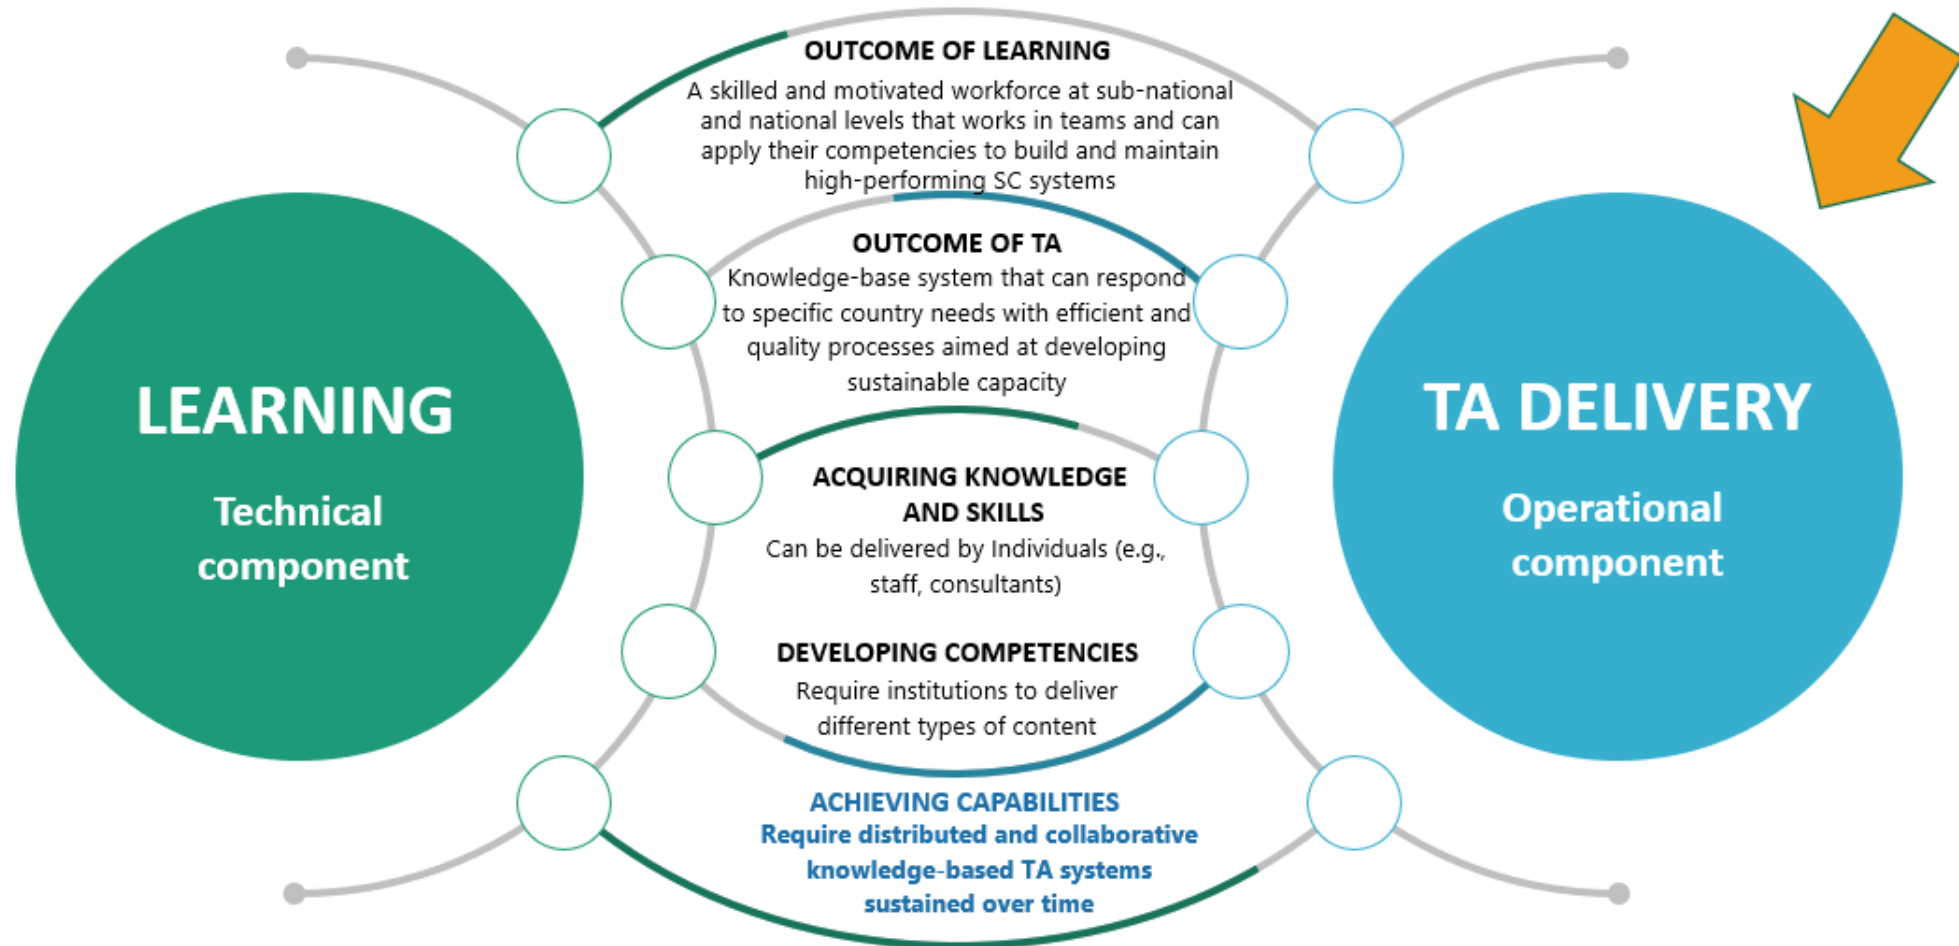 LEARNING
Technical
component
OUTCOME OF LEARNING
A skilled and motivated workforce at sub-national
and national levels that works in teams and can
apply their competencies to build and maintain
high-performing SC systems
OUTCOME OF TA
Knowledge-base system that can respond
to specific country needs with efficient and
quality processes aimed at developing
sustainable capacity
ACQUIRING KNOWLEDGE
AND SKILLS
Can be delivered by Individuals (e.g.,
staff, consultants)
DEVELOPING COMPETENCIES
Require institutions to deliver
different types of content
ACHIEVING CAPABILITIES
Require distributed and collaborative
knowledge-based TA systems
sustained over time
TA DELIVERY
Operational
component